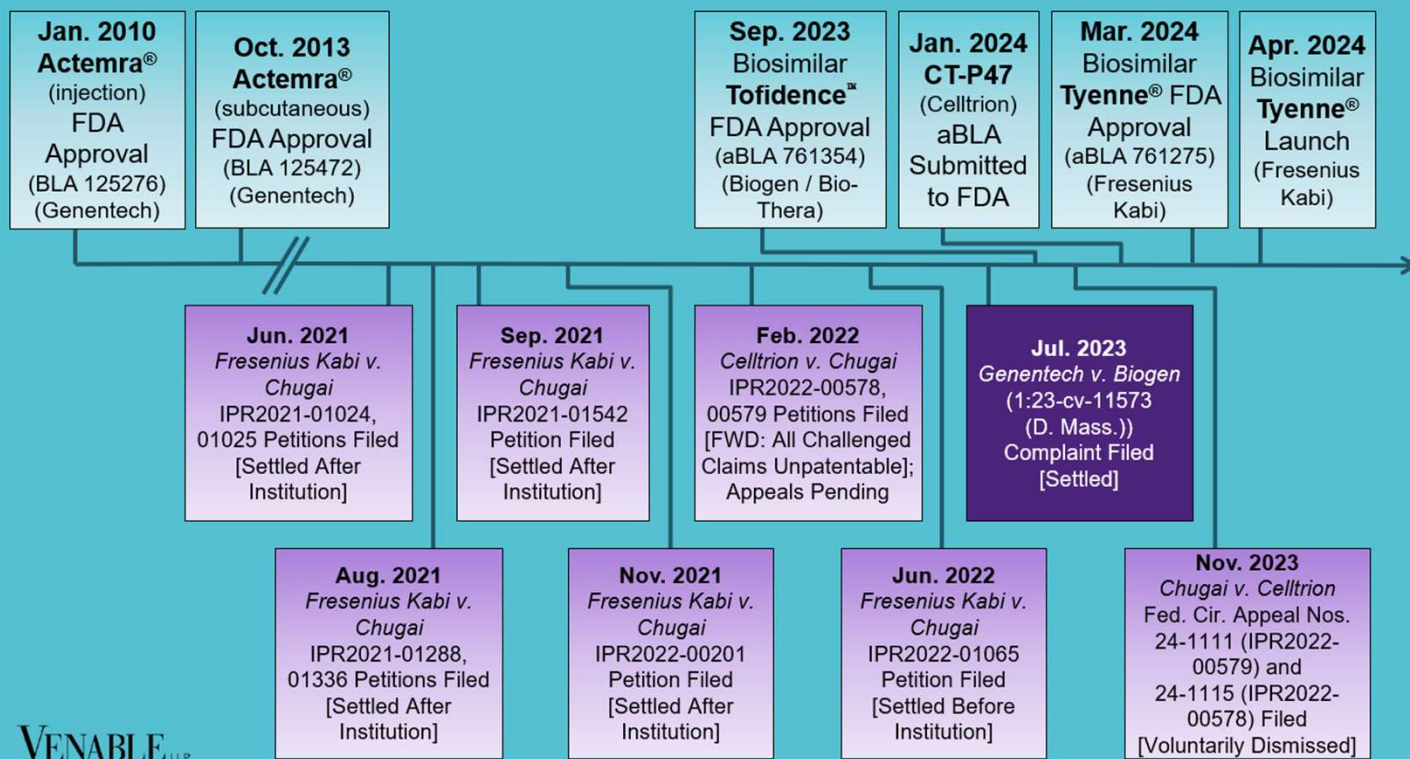 Jan. 2010
Actemra®
(injection)
FDA
Approval
(BLA 125276)
(Genentech)
Oct. 2013
Actemra®
(subcutaneous)
FDA Approval
(BLA 125472)
(Genentech)
Sep. 2023
Biosimilar
Tofidence™
FDA Approval
(aBLA 761354)
(Biogen / Bio-
Thera)
Jan. 2024
CT-P47
(Celltrion)
aBLA
Submitted
to FDA
Mar. 2024
Biosimilar
Tyenne® FDA
Approval
(aBLA 761275)
(Fresenius
Kabi)
Apr. 2024
Biosimilar
Tyenne®
Launch
(Fresenius
Kabi)
Jun. 2021
Fresenius Kabi v.
Chugai
IPR2021-01024,
01025 Petitions Filed
[Settled After
Institution]
Sep. 2021
Fresenius Kabi v.
Chugai
IPR2021-01542
Petition Filed
[Settled After
Institution]
Feb. 2022
Celltrion v. Chugai
IPR2022-00578,
00579 Petitions Filed
[FWD: All Challenged
Claims Unpatentable];
Appeals Pending
Jul. 2023
Genentech v. Biogen
(1:23-cv-11573
(D. Mass.))
Complaint Filed
[Settled]
Aug. 2021
Fresenius Kabi v.
Chugai
IPR2021-01288,
01336 Petitions Filed
[Settled After
Institution]
Nov. 2021
Fresenius Kabi v.
Chugai
IPR2022-00201
Petition Filed
[Settled After
Institution]
Jun. 2022
Fresenius Kabi v.
Chugai
IPR2022-01065
Petition Filed
[Settled Before
Institution]
Nov. 2023
Chugai v. Celltrion
Fed. Cir. Appeal Nos.
24-1111 (IPR2022-
00579) and
24-1115 (IPR2022-
00578) Filed
[Voluntarily Dismissed]
VENABLE LLP